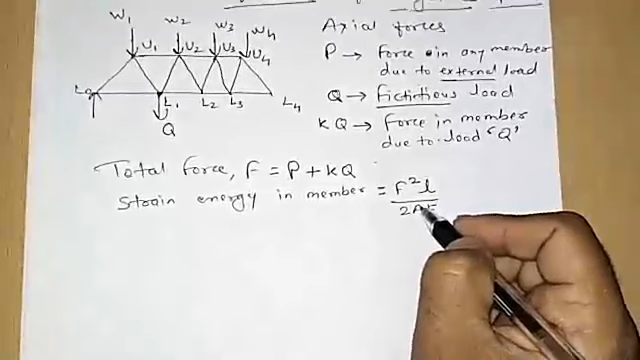 W1 W2 W3 W4
U1 U2 U3 U4
L0 L1 L2 L3 L4
Q
Axial forces
P → Force in any member
due to external load
Q → Fictitious load
KQ → Force in member
due to load 'Q'
Total Force, F = P + KQ
Strain energy in member = F²l
2AE